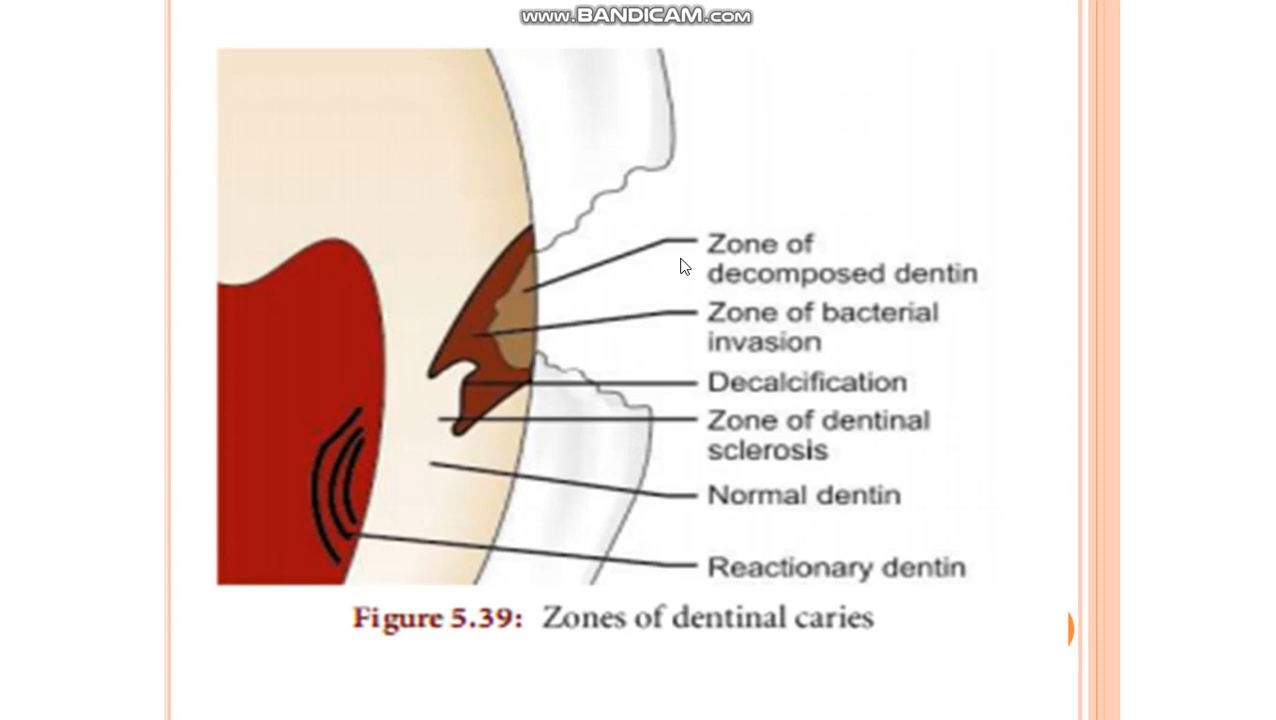 www.BANDICAM.com
Zone of
decomposed dentin
Zone of bacterial
invasion
Decalcification
Zone of dentinal
sclerosis
Normal dentin
Reactionary dentin
Figure 5.39: Zones of dentinal caries